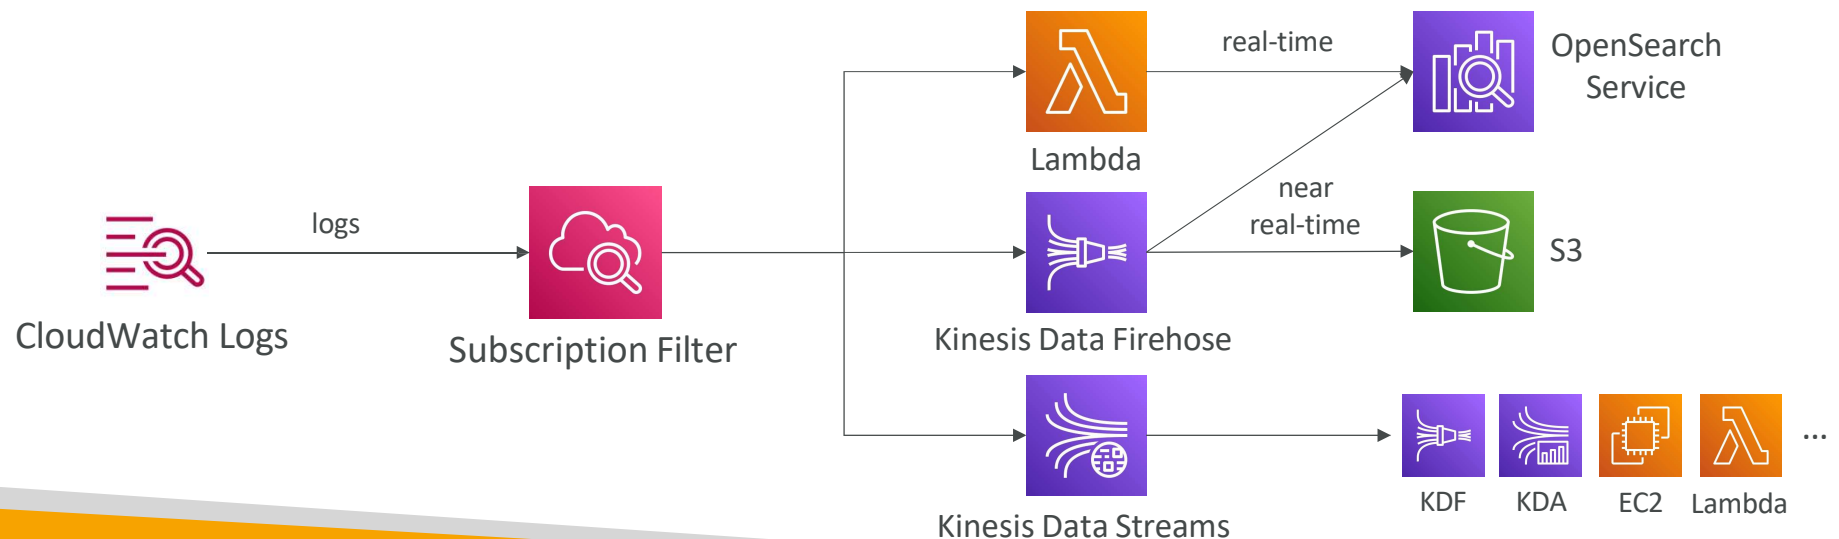 CloudWatch Logs
logs
Subscription Filter
Lambda
real-time
OpenSearch
Service
Kinesis Data Firehose
near
real-time
S3
Kinesis Data Streams
KDF
KDA
EC2
Lambda
...